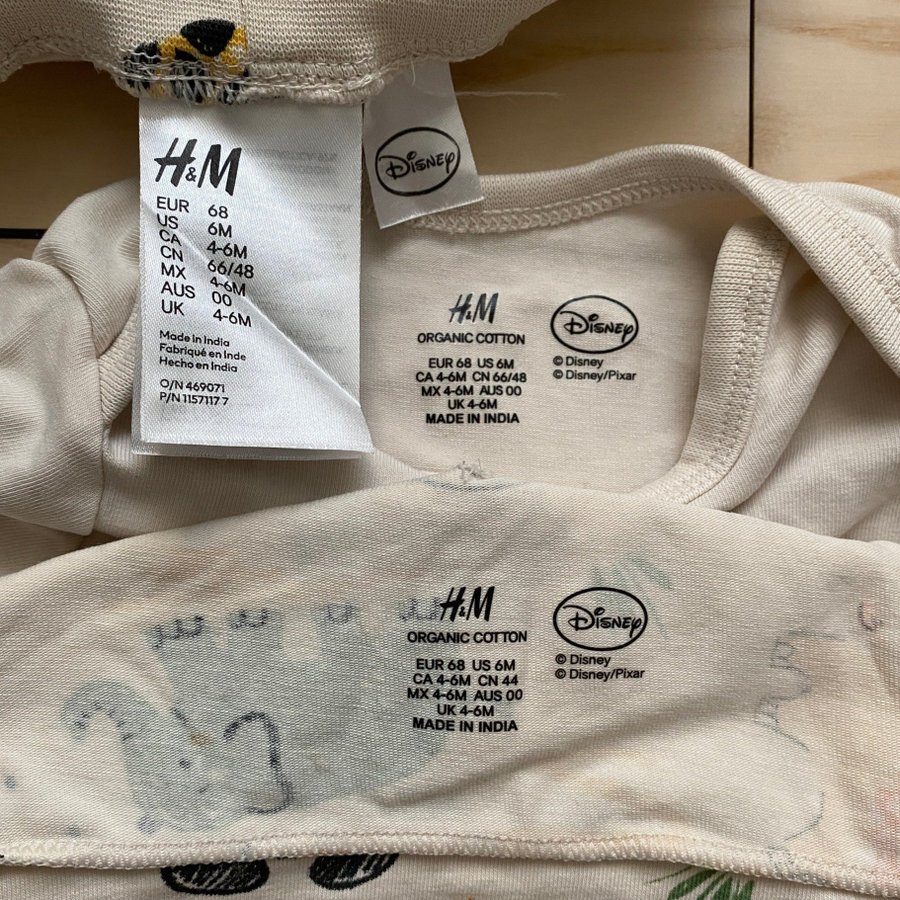 H&M
EUR 68
US 6M
CA 4-6M
CN 66/48
MX 4-6M
AUS 00
UK 4-6M
Made in India
Fabriqué en Inde
Hecho en India
O/N 469071
P/N 1157117 7
Disney
H&M
ORGANIC COTTON
EUR 68 US 6M
CA 4-6M CN 66/48
MX 4-6M AUS 00
UK 4-6M
MADE IN INDIA
Disney
© Disney
© Disney/Pixar
H&M
ORGANIC COTTON
EUR 68 US 6M
CA 4-6M CN 44
MX 4-6M AUS 00
UK 4-6M
MADE IN INDIA
Disney
© Disney
© Disney/Pixar